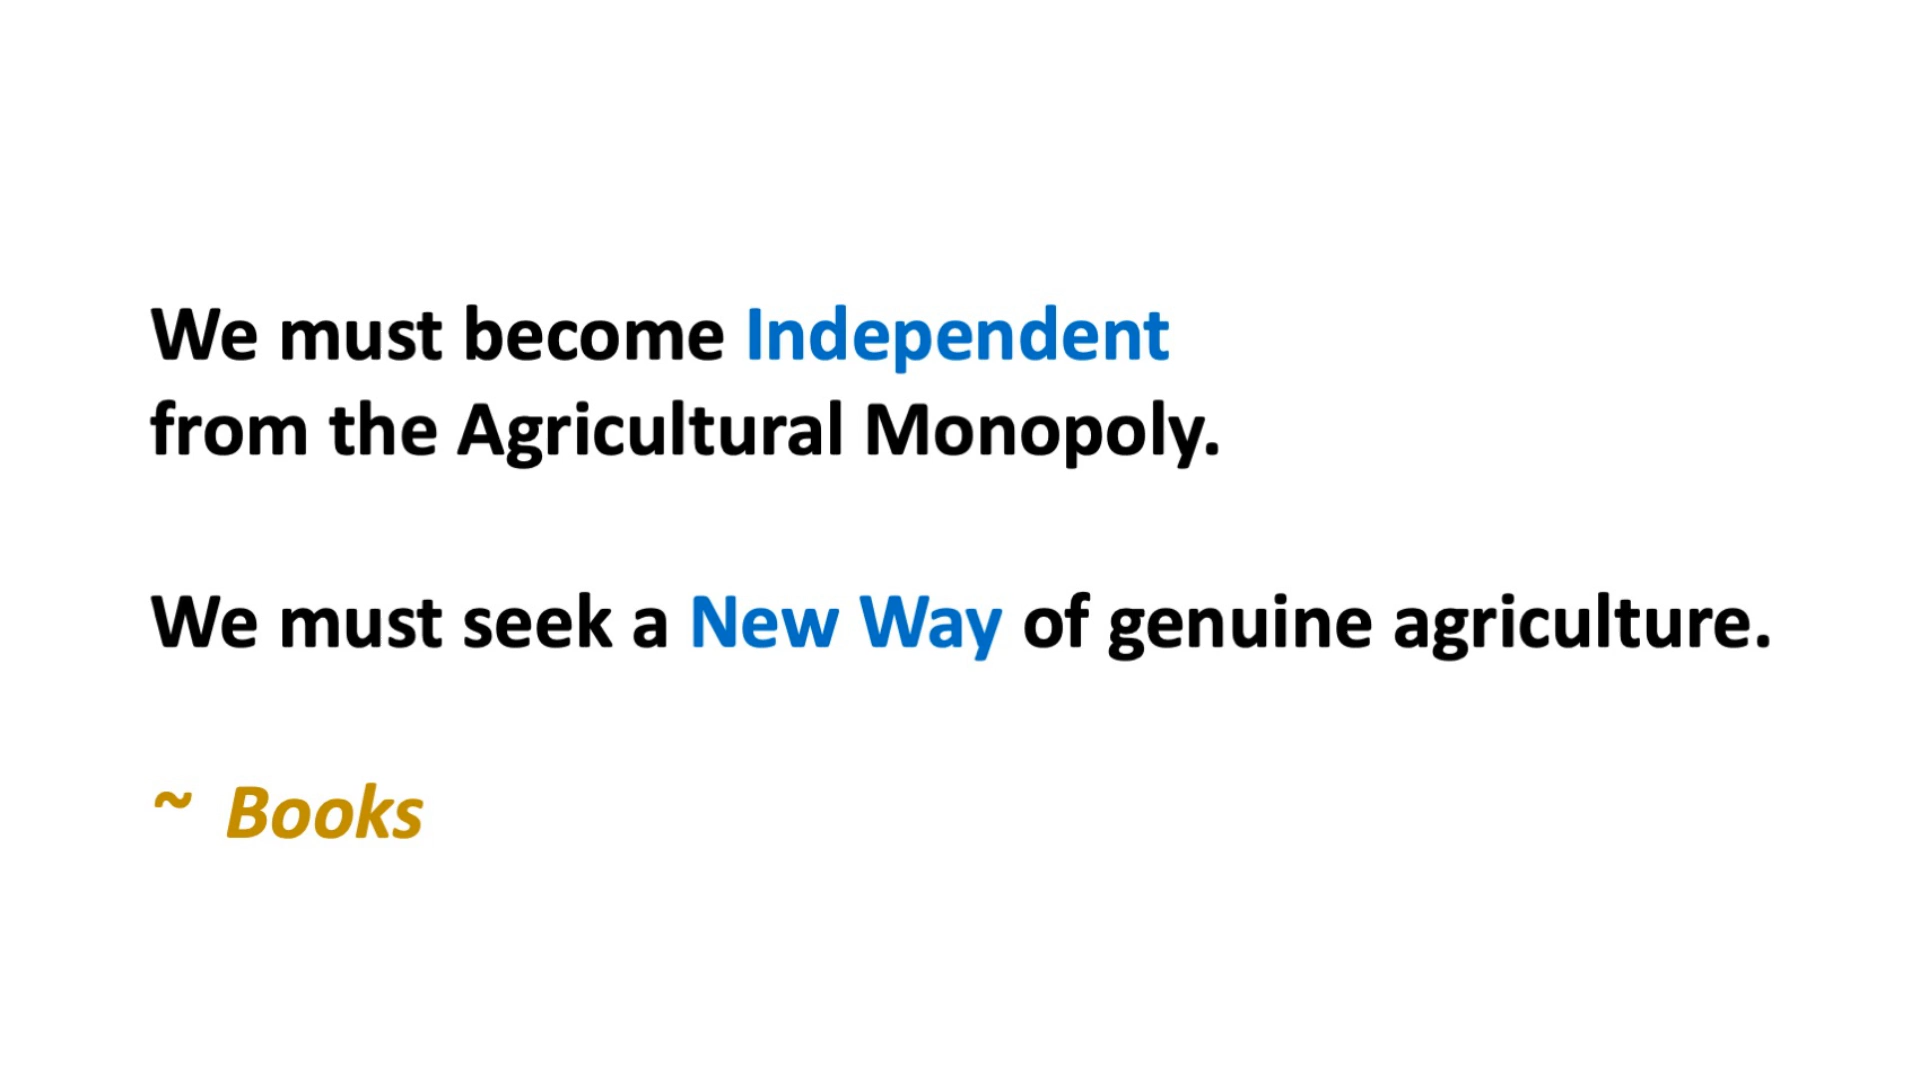 We must become Independent
from the Agricultural Monopoly.
We must seek a New Way of genuine agriculture.
~ Books